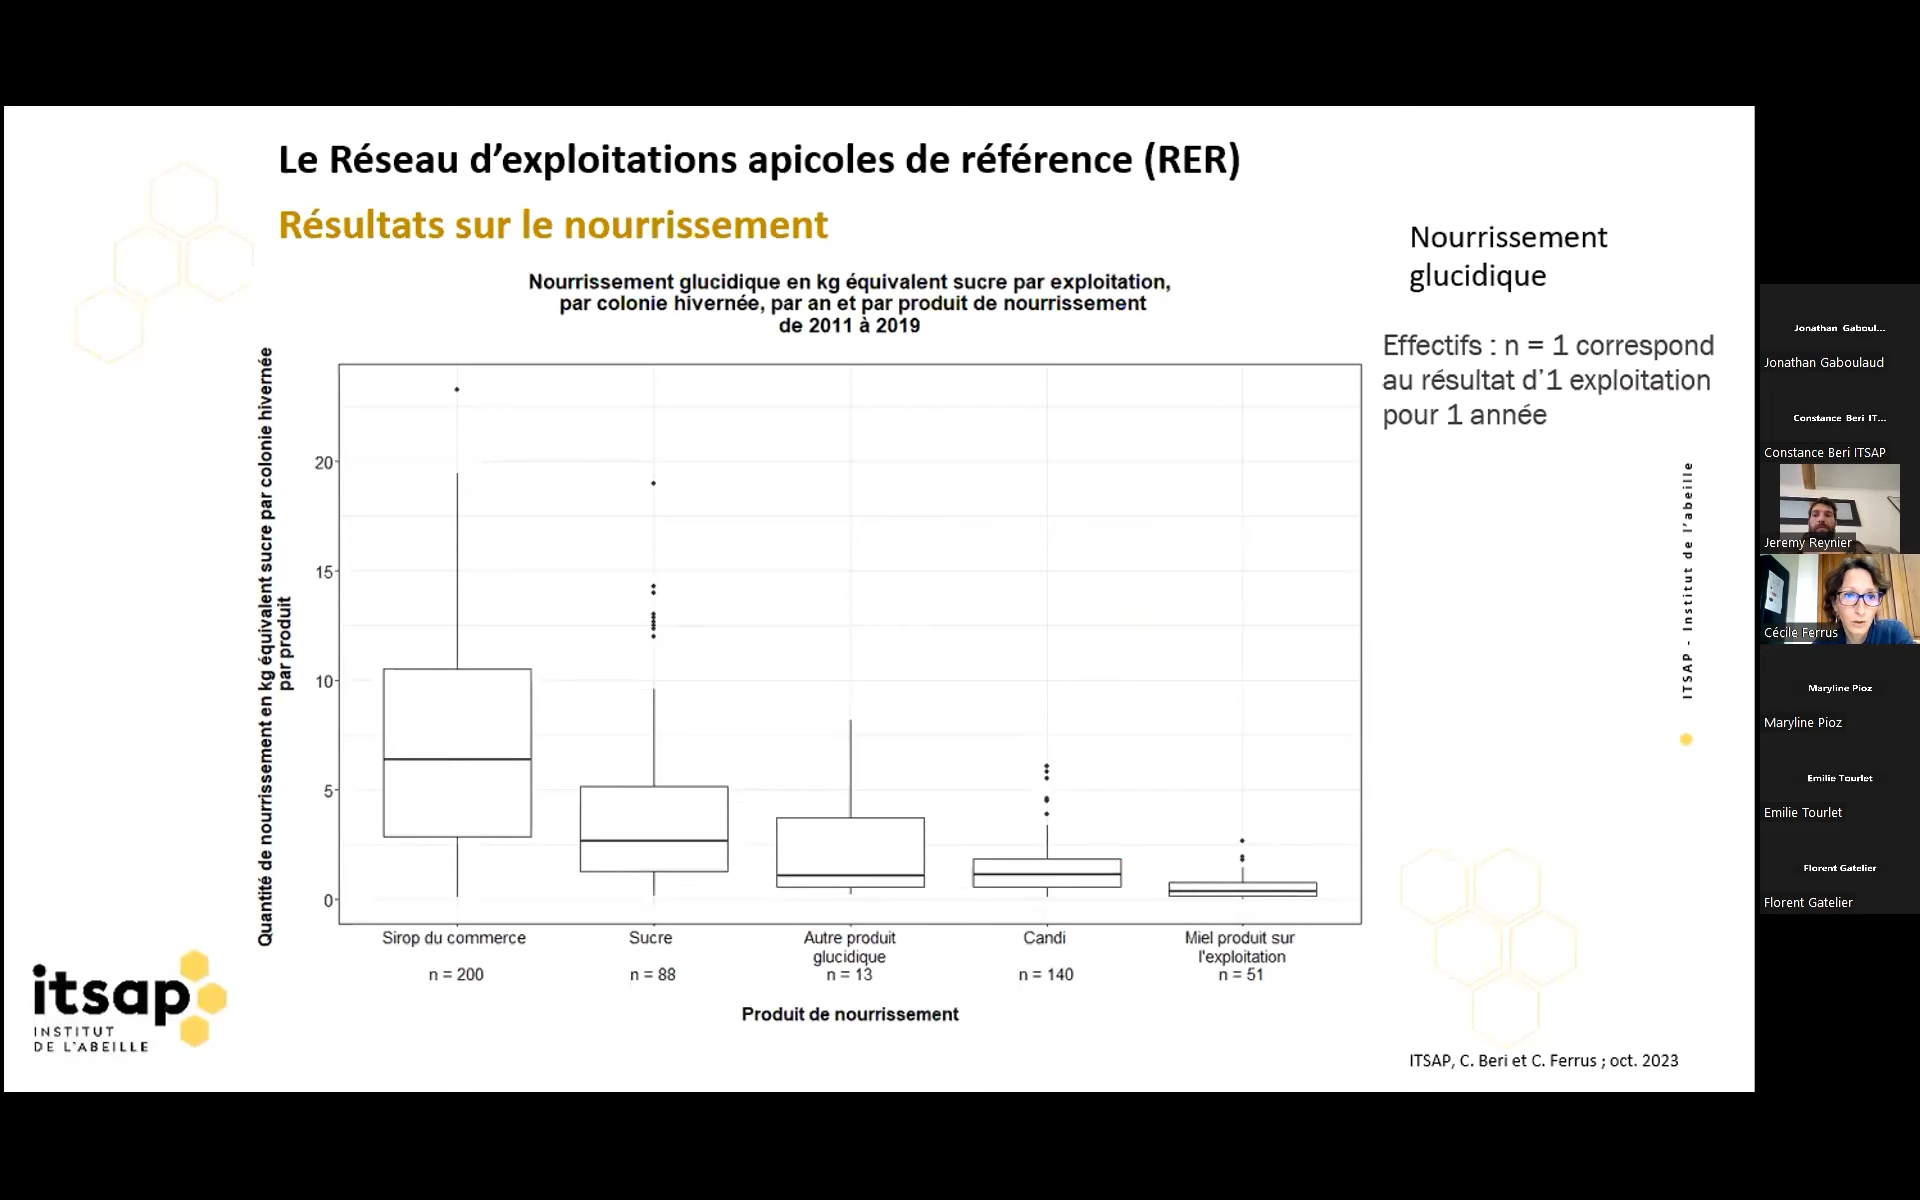 Le Réseau d’exploitations apicoles de référence (RER)
Résultats sur le nourrissement
Nourrissement glucidique en kg équivalent sucre par exploitation,
par colonie hivernée, par an et par produit de nourrissement
de 2011 à 2019
Quantité de nourrissement en kg équivalent sucre par colonie hivernée
par produit
20
15
10
5
0
Sirop du commerce
n = 200
Sucre
n = 88
Autre produit
glucidique
n = 13
Candi
n = 140
Miel produit sur
l'exploitation
n = 51
Produit de nourrissement
Nourrissement
glucidique
Effectifs : n = 1 correspond
au résultat d’1 exploitation
pour 1 année
ITSAP - Institut de l’abeille
itsap
INSTITUT
DE L’ABEILLE
ITSAP, C. Beri et C. Ferrus ; oct. 2023
Jonathan Gaboul...
Jonathan Gaboulaud
Constance Beri IT...
Constance Beri ITSAP
Jeremy Reynier
Cécile Ferrus
Maryline Pioz
Maryline Pioz
Emilie Tourlet
Emilie Tourlet
Florent Gatelier
Florent Gatelier